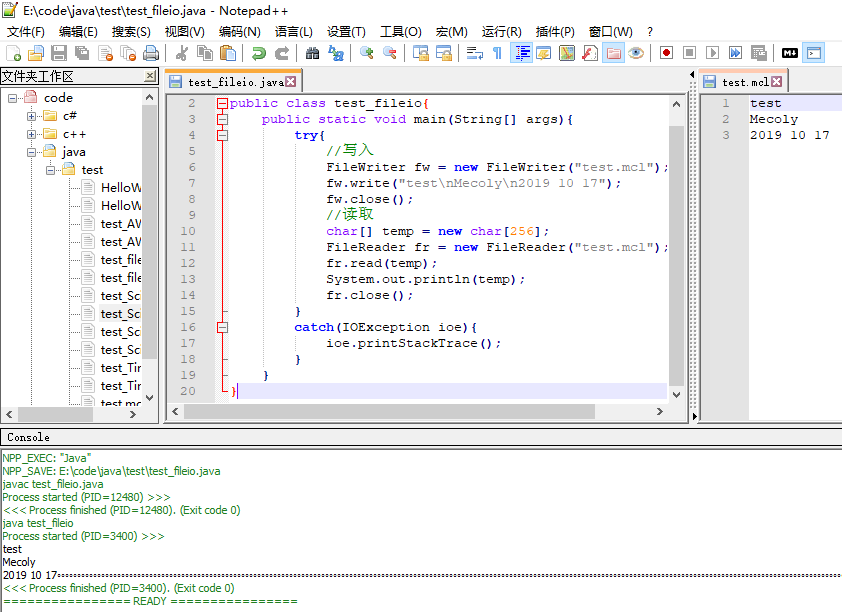 E:\code\java\test\test_fileio.java - Notepad++
文件(F) 编辑(E) 搜索(S) 视图(V) 编码(N) 语言(L) 设置(T) 工具(O) 宏(M) 运行(R) 插件(P) 窗口(W) ?
文件夹工作区
code
c#
c++
java
test
HelloW
HelloW
test_AW
test_AW
test_file
test_file
test_Sc
test_Sc
test_Sc
test_Sc
test_Tir
test_Tir
test.mc
test_fileio.java
2 public class test_fileio{
3 public static void main(String[] args){
4 try{
5 //写入
6 FileWriter fw = new FileWriter("test.mcl");
7 fw.write("test\nMecoly\n2019 10 17");
8 fw.close();
9 //读取
10 char[] temp = new char[256];
11 FileReader fr = new FileReader("test.mcl");
12 fr.read(temp);
13 System.out.println(temp);
14 fr.close();
15 }
16 catch(IOException ioe){
17 ioe.printStackTrace();
18 }
19 }
20 }
test.mcl
1 test
2 Mecoly
3 2019 10 17
Console
NPP_EXEC: "Java"
NPP_SAVE: E:\code\java\test\test_fileio.java
javac test_fileio.java
Process started (PID=12480) >>>
<<< Process finished (PID=12480). (Exit code 0)
java test_fileio
Process started (PID=3400) >>>
test
Mecoly
2019 10 17
<<< Process finished (PID=3400). (Exit code 0)
================ READY ================